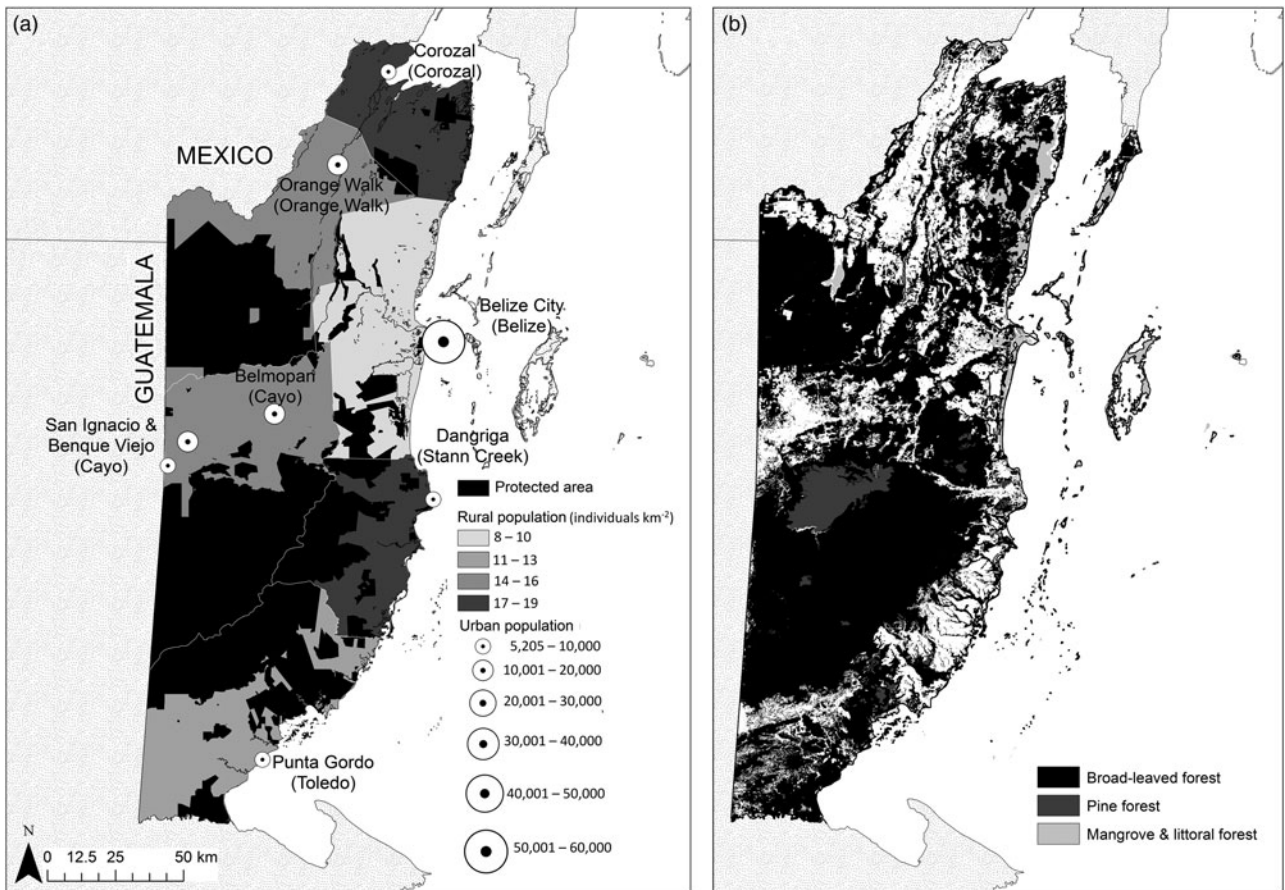 (a)
Corozal
(Corozal)
MEXICO
Orange Walk
(Orange Walk)
GUATEMALA
Belize City
(Belize)
Belmopan
(Cayo)
San Ignacio &
Benque Viejo
(Cayo)
Dangriga
(Stann Creek)
Protected area
Rural population (individuals km⁻²)
8 – 10
11 – 13
14 – 16
17 – 19
Urban population
5,205 – 10,000
10,001 – 20,000
20,001 – 30,000
30,001 – 40,000
40,001 – 50,000
50,001 – 60,000
Punta Gordo
(Toledo)
N
0 12.5 25 50 km
(b)
Broad-leaved forest
Pine forest
Mangrove & littoral forest